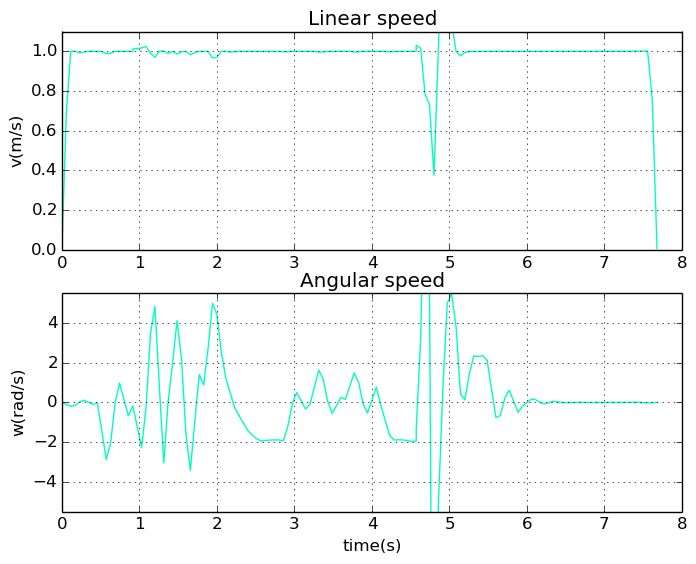 Linear speed
1.0
0.8
0.6
0.4
0.2
0.0
v(m/s)
0 1 2 3 4 5 6 7 8
Angular speed
4
2
0
−2
−4
w(rad/s)
0 1 2 3 4 5 6 7 8
time(s)